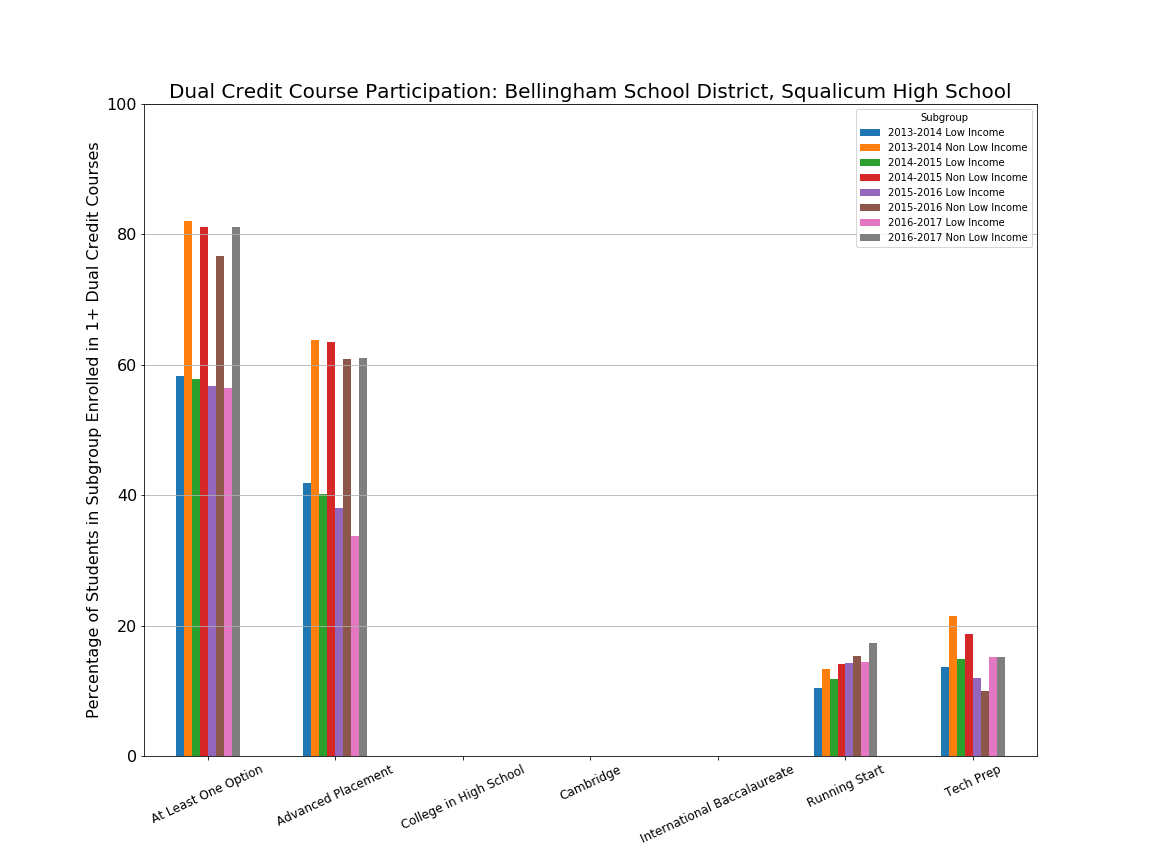 Dual Credit Course Participation: Bellingham School District, Squalicum High School
Percentage of Students in Subgroup Enrolled in 1+ Dual Credit Courses
100
80
60
40
20
0
Subgroup
2013-2014 Low Income
2013-2014 Non Low Income
2014-2015 Low Income
2014-2015 Non Low Income
2015-2016 Low Income
2015-2016 Non Low Income
2016-2017 Low Income
2016-2017 Non Low Income
At Least One Option
Advanced Placement
College in High School
Cambridge
International Baccalaureate
Running Start
Tech Prep